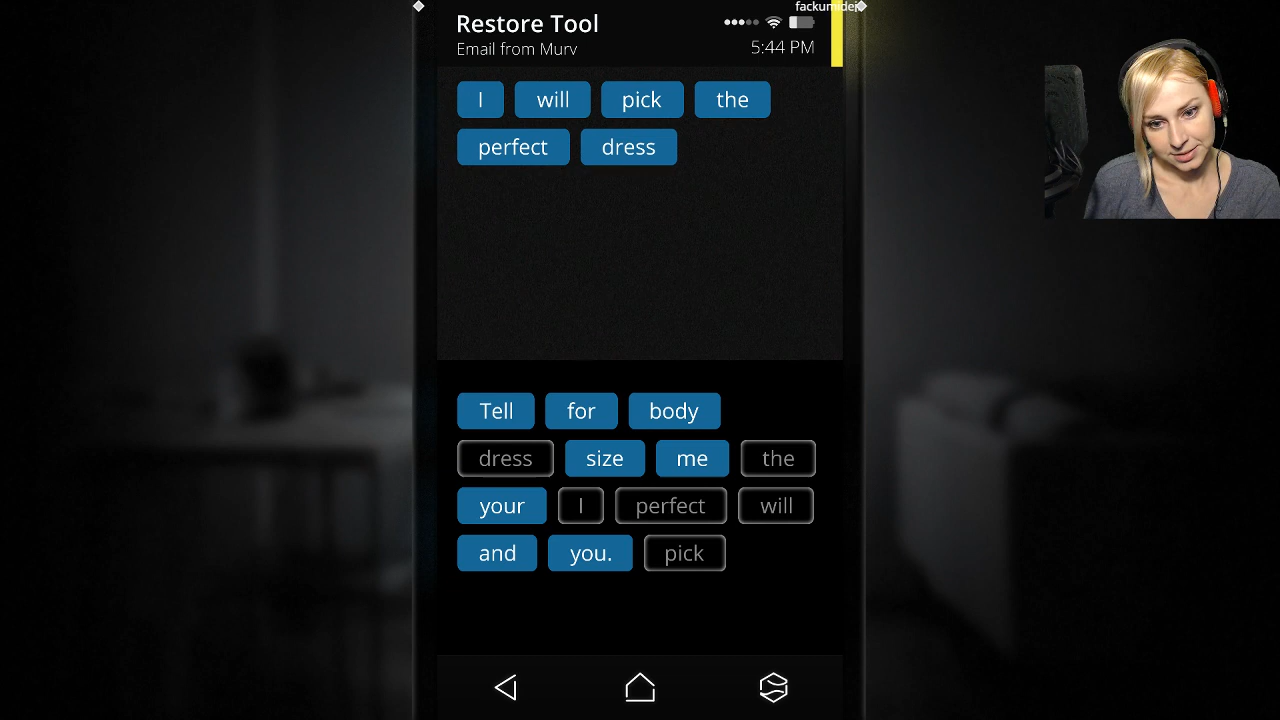 fackumidej
Restore Tool
Email from Murv
5:44 PM
I will pick the
perfect dress
Tell for body
dress size me the
your I perfect will
and you. pick